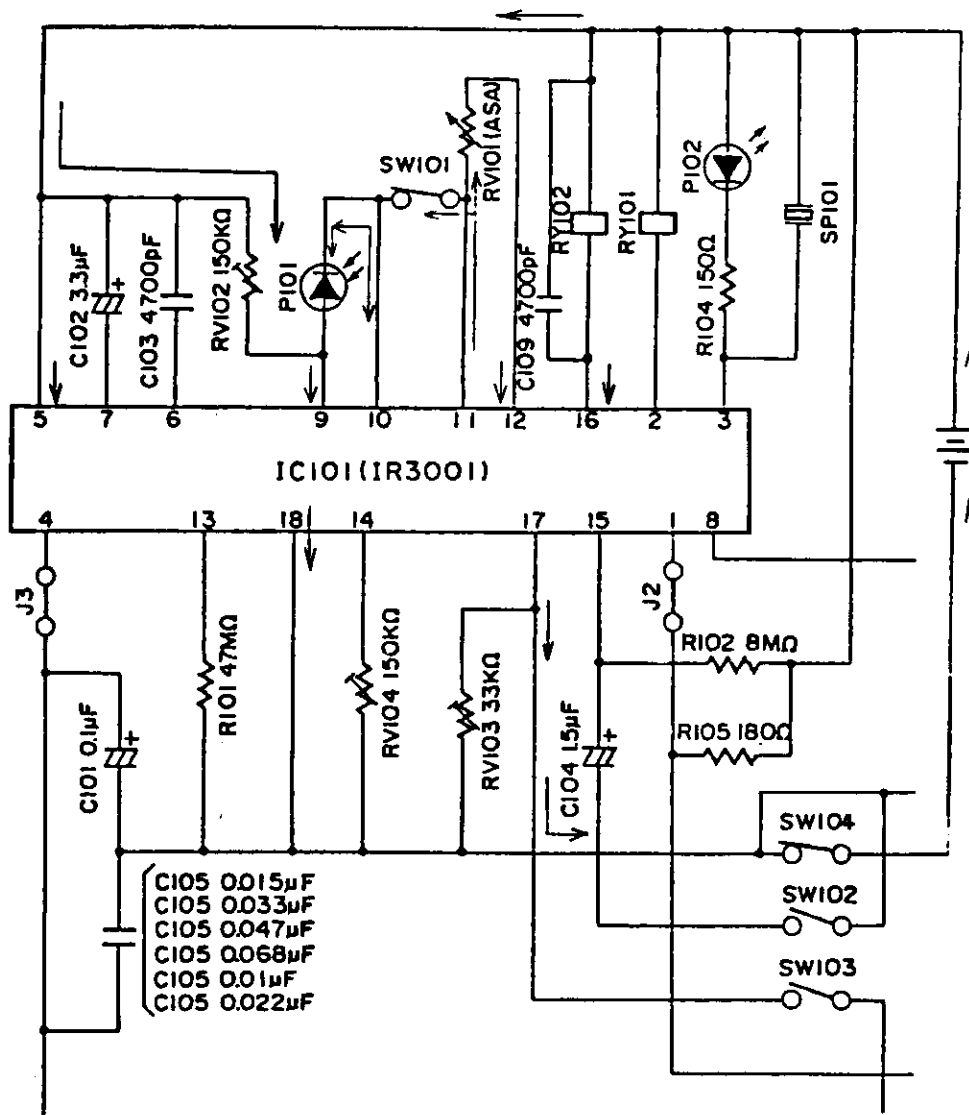 SW101
RV101(ASA)
C102 3.3µF
+
C103 4700pF
RV102 150KΩ
P101
C109 4700pF
RY102
RY101
P102
R104 150Ω
SP101
5 7 6 9 10 11 12 16 2 3
IC101(IR3001)
4 13 18 14 17 15 1 8
J3
J2
C101 0.1µF
+
R101 47MΩ
RV104 150KΩ
RV103 33KΩ
C104 1.5µF
+
R102 8MΩ
R105 180Ω
SW104
SW102
SW103
C105 0.015µF
C105 0.033µF
C105 0.047µF
C105 0.068µF
C105 0.01µF
C105 0.022µF